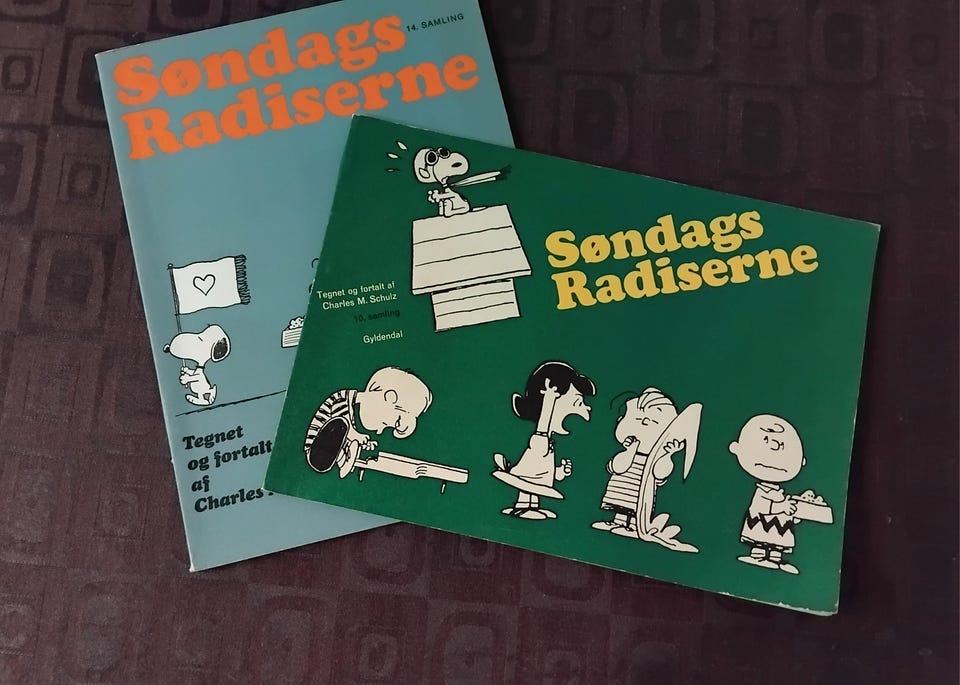 14. SAMLING
Søndags
Radiserne
Tegnet
og fortalt
af
Charles
Søndags
Radiserne
Tegnet og fortalt af
Charles M. Schulz
10. samling
Gyldendal